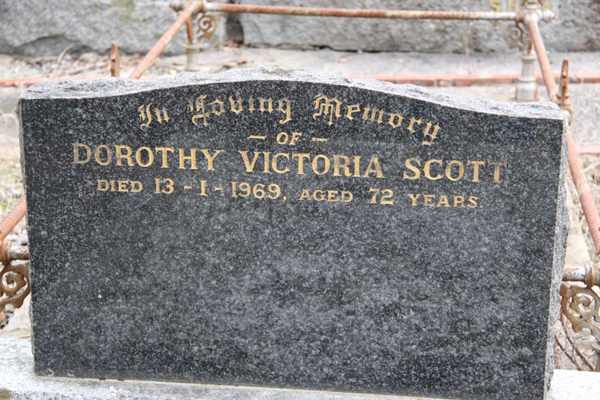 In Loving Memory
– OF –
DOROTHY VICTORIA SCOTT
DIED 13-1-1969, AGED 72 YEARS.